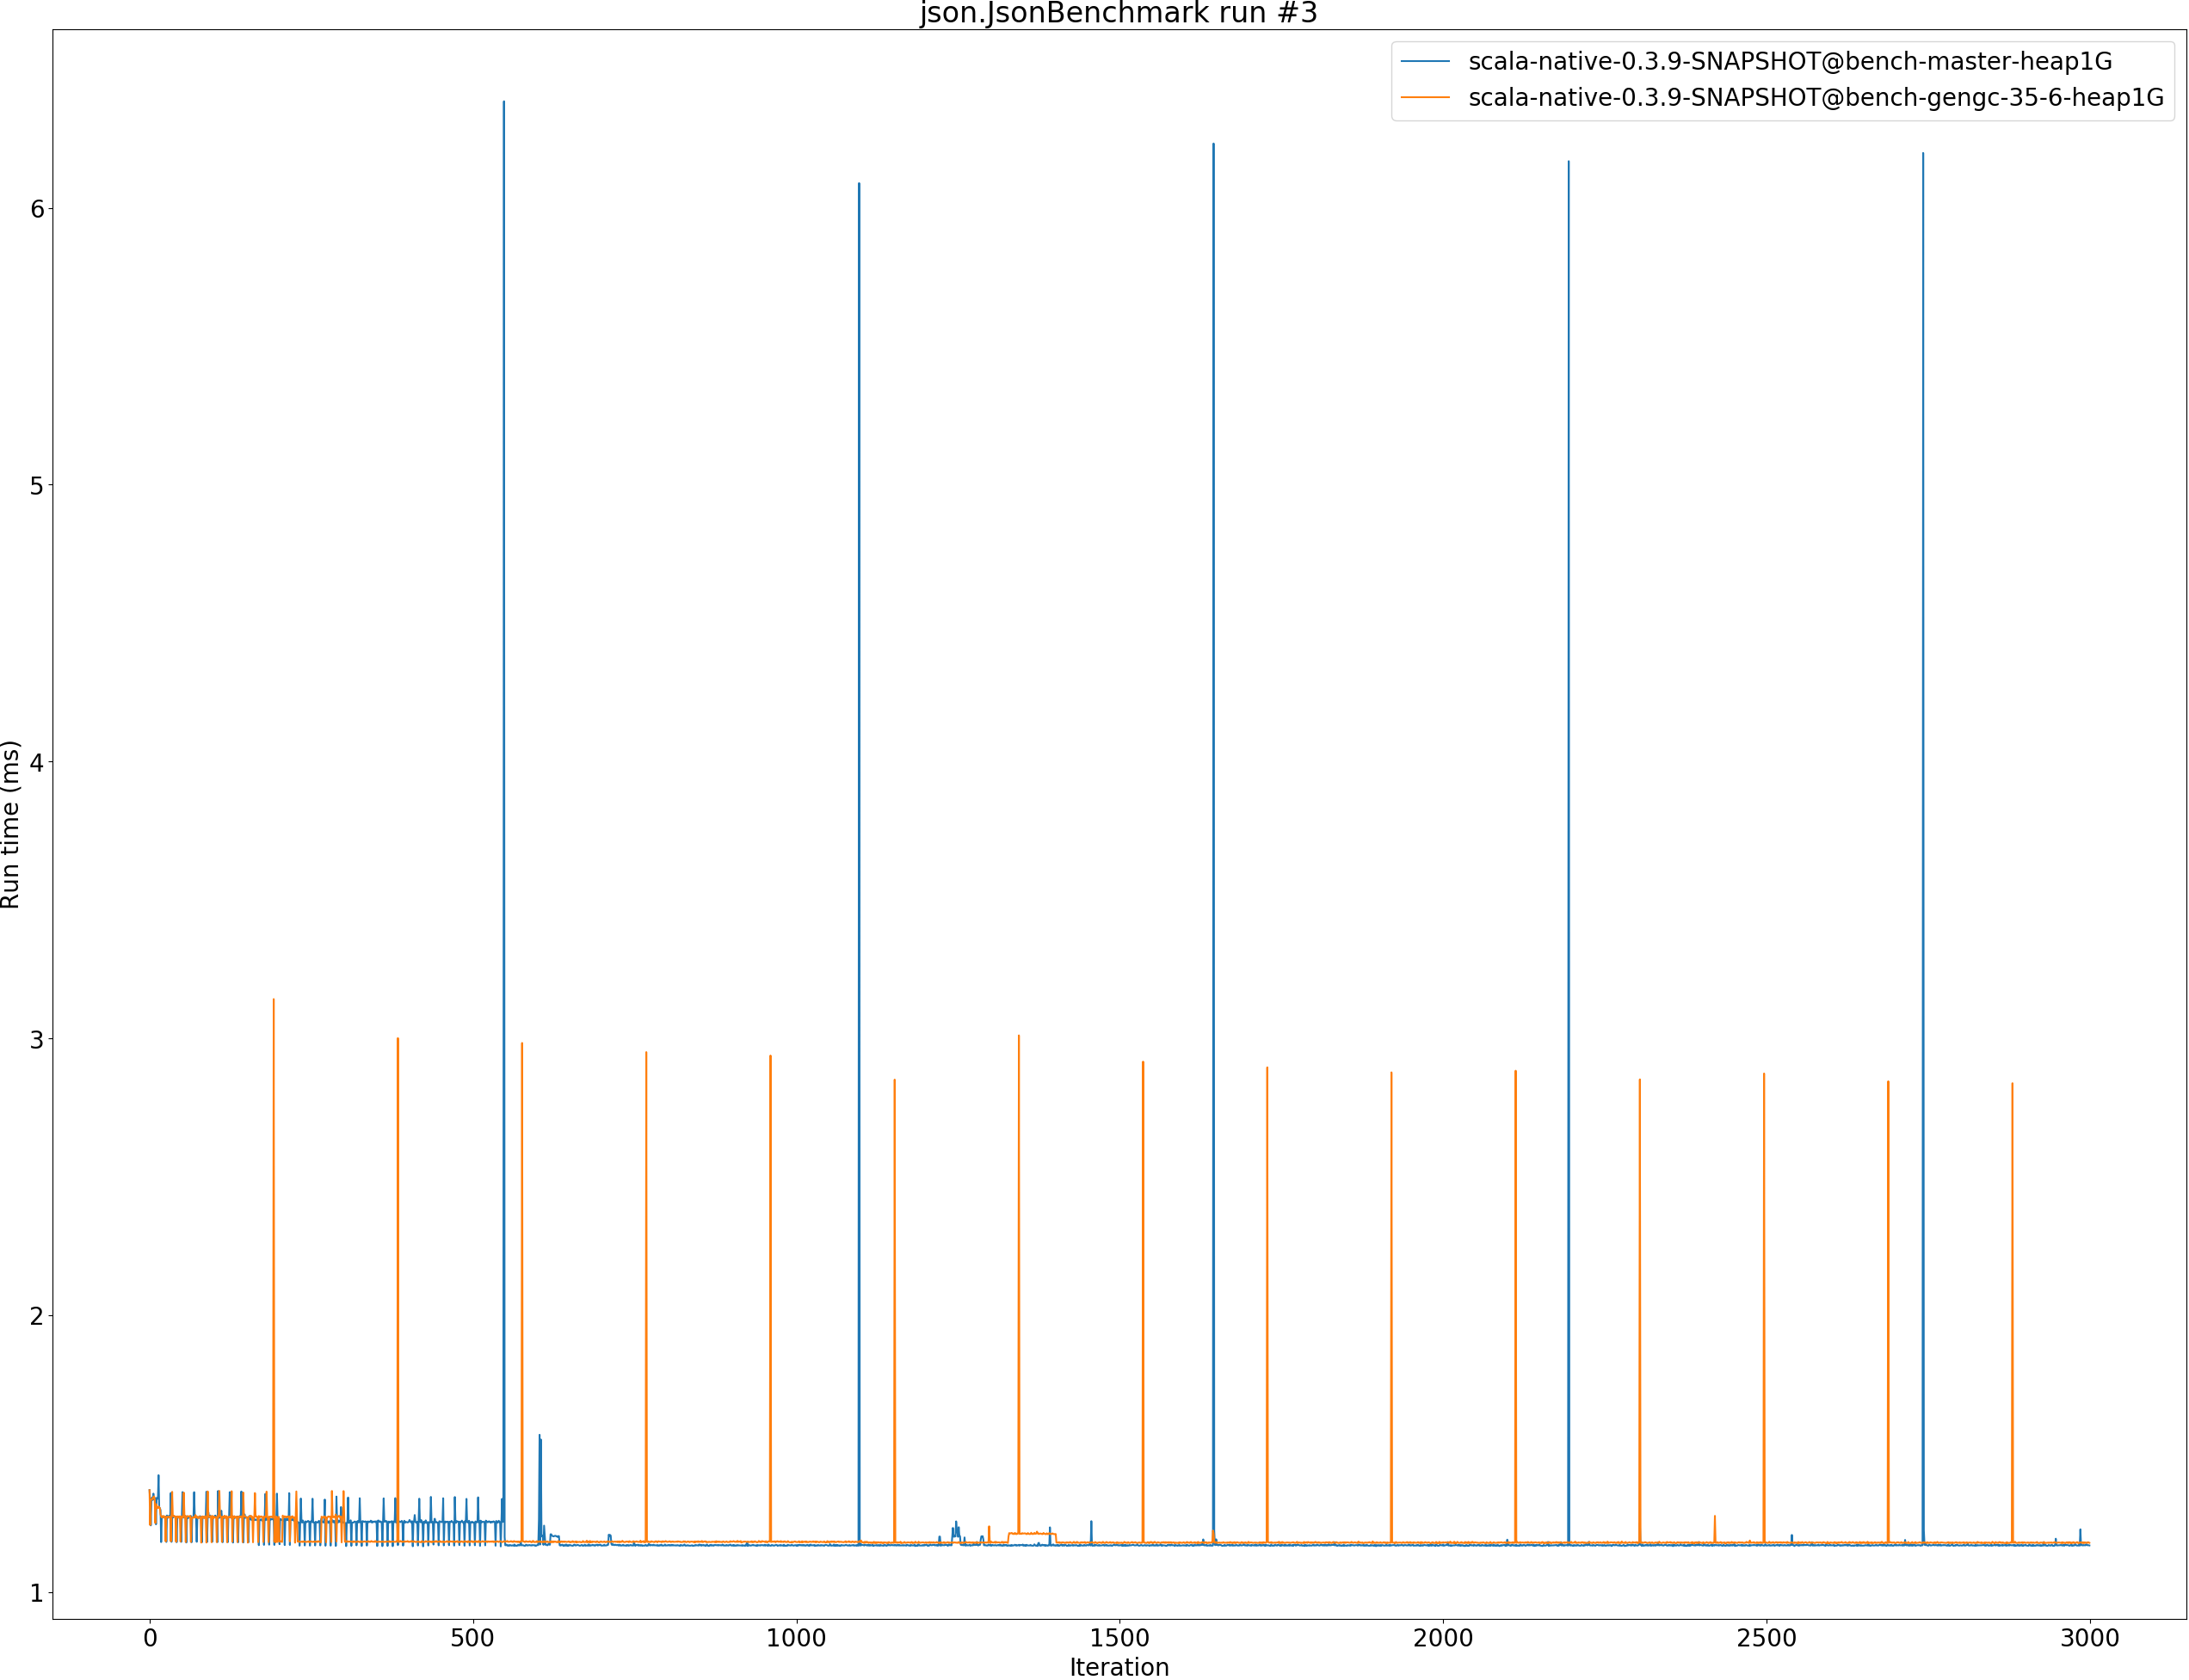 json.JsonBenchmark run #3
scala-native-0.3.9-SNAPSHOT@bench-master-heap1G
scala-native-0.3.9-SNAPSHOT@bench-gengc-35-6-heap1G
Run time (ms)
6
5
4
3
2
1
0 500 1000 1500 2000 2500 3000
Iteration